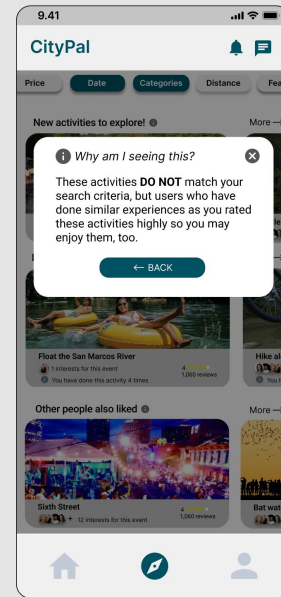 9.41
CityPal
Price Date Categories Distance Fea
New activities to explore! More
Why am I seeing this?
These activities DO NOT match your
search criteria, but users who have
done similar experiences as you rated
these activities highly so you may
enjoy them, too.
← BACK
Float the San Marcos River
1 interests for this event
4
1,060 reviews
You have done this activity 4 times
Hike al
You
Other people also liked More
Sixth Street
+ 12 interests for this event
4
1,060 reviews
Bat wat